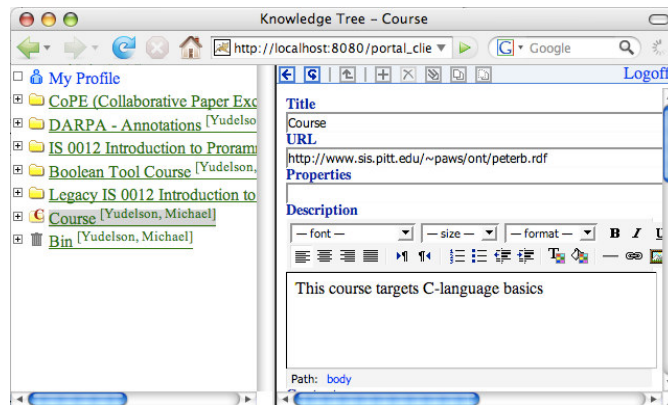 Knowledge Tree – Course
http://localhost:8080/portal_clie
G Google
My Profile
CoPE (Collaborative Paper Exc
DARPA - Annotations [Yudelso
IS 0012 Introduction to Program
Boolean Tool Course [Yudelson,
Legacy IS 0012 Introduction to
C Course [Yudelson, Michael]
Bin [Yudelson, Michael]
Logoff
Title
Course
URL
http://www.sis.pitt.edu/~paws/ont/peterb.rdf
Properties
Description
— font — — size — — format — B I U
This course targets C-language basics
Path: body